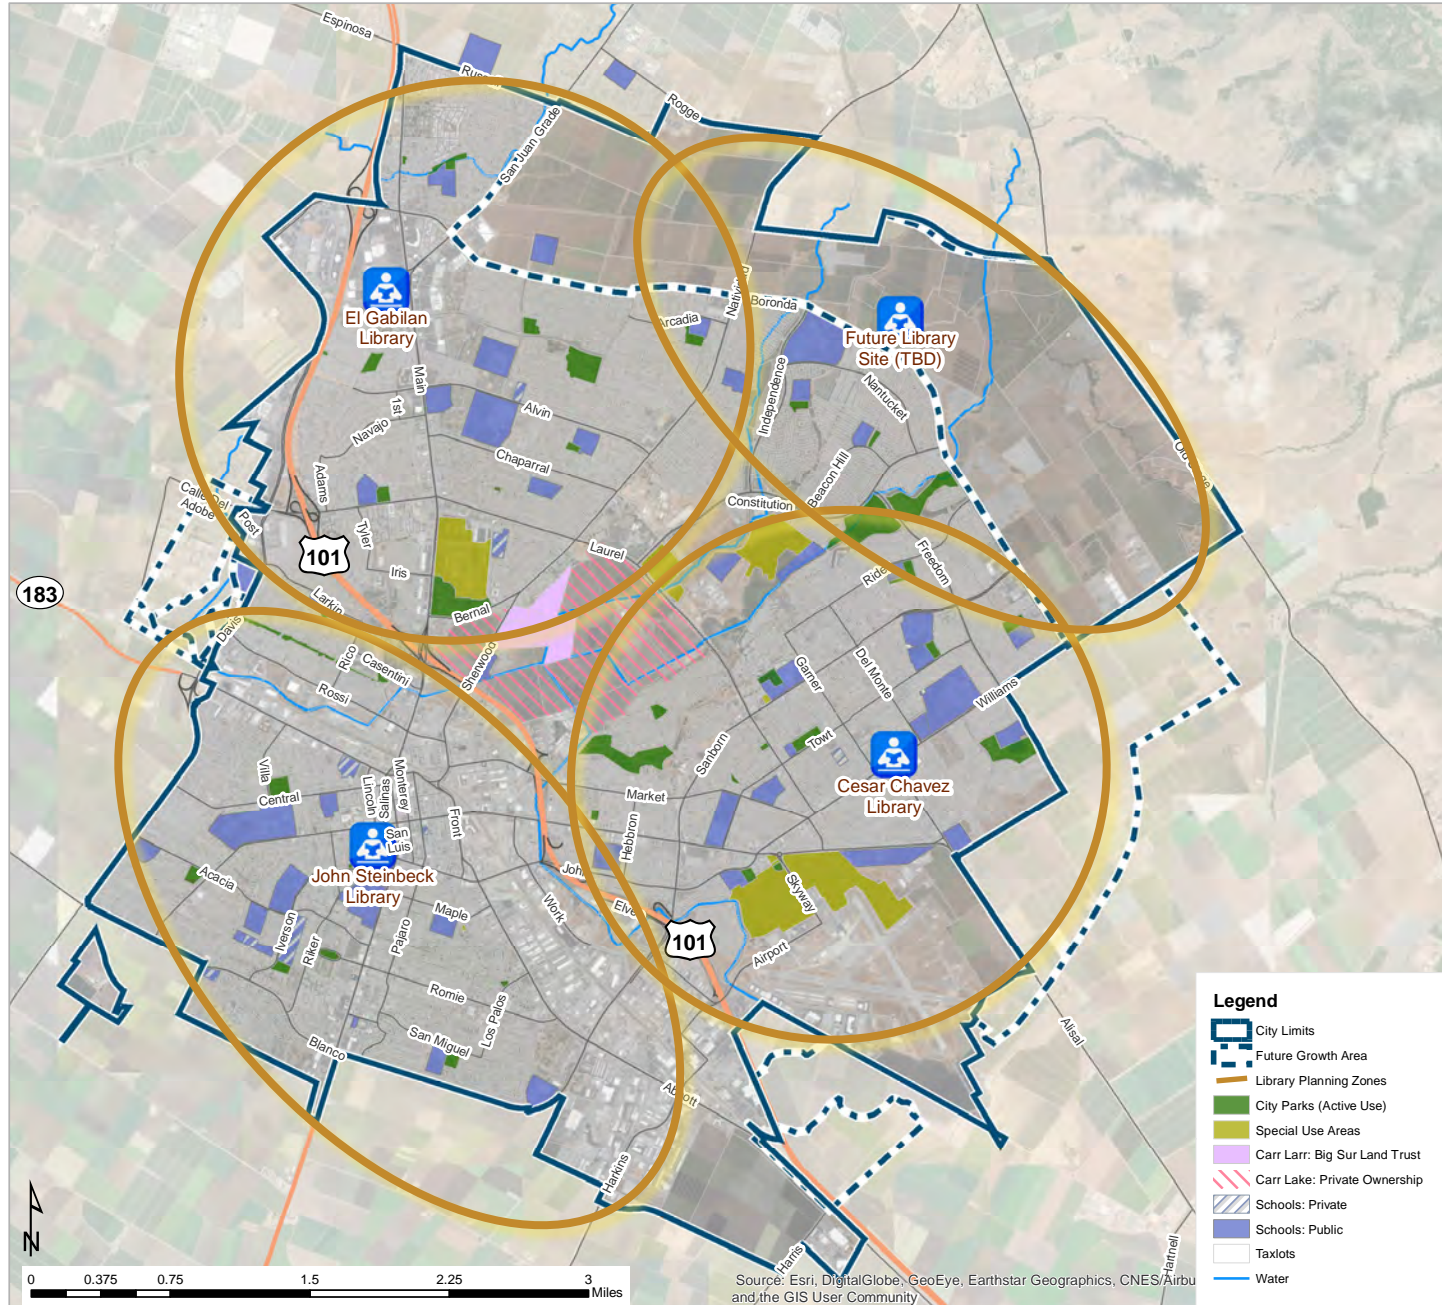 Espinosa
Russell
Rogge
San Juan Grade
El Gabilan
Library
Natividad
Boronda
Arcadia
Future Library
Site (TBD)
Main
1st
Navajo
Alvin
Independence
Nantucket
Chaparral
Adams
Beacon Hill
Old Stage
Calle Del
Adobe
Post
Constitution
Tyler
101
Laurel
Iris
Freedom
Rider
183
Larkin
Bernal
Davis
Rico
Casentini
Sherwood
Rossi
Garner
Del Monte
Williams
Sanborn
Towt
Villa
Central
Lincoln
Salinas
Monterey
Market
Cesar Chavez
Library
Front
San
Luis
Hebbron
John
John Steinbeck
Library
Acacia
Skyway
Work
Elvee
Maple
Iverson
Riker
Pajaro
101
Airport
Romie
Los Palos
San Miguel
Blanco
Alisal
Abbott
Harkins
Harris
Hartnell
Legend
City Limits
Future Growth Area
Library Planning Zones
City Parks (Active Use)
Special Use Areas
Carr Larr: Big Sur Land Trust
Carr Lake: Private Ownership
Schools: Private
Schools: Public
Taxlots
Water
N
0 0.375 0.75 1.5 2.25 3
Miles
Source: Esri, DigitalGlobe, GeoEye, Earthstar Geographics, CNES/Airbu
and the GIS User Community